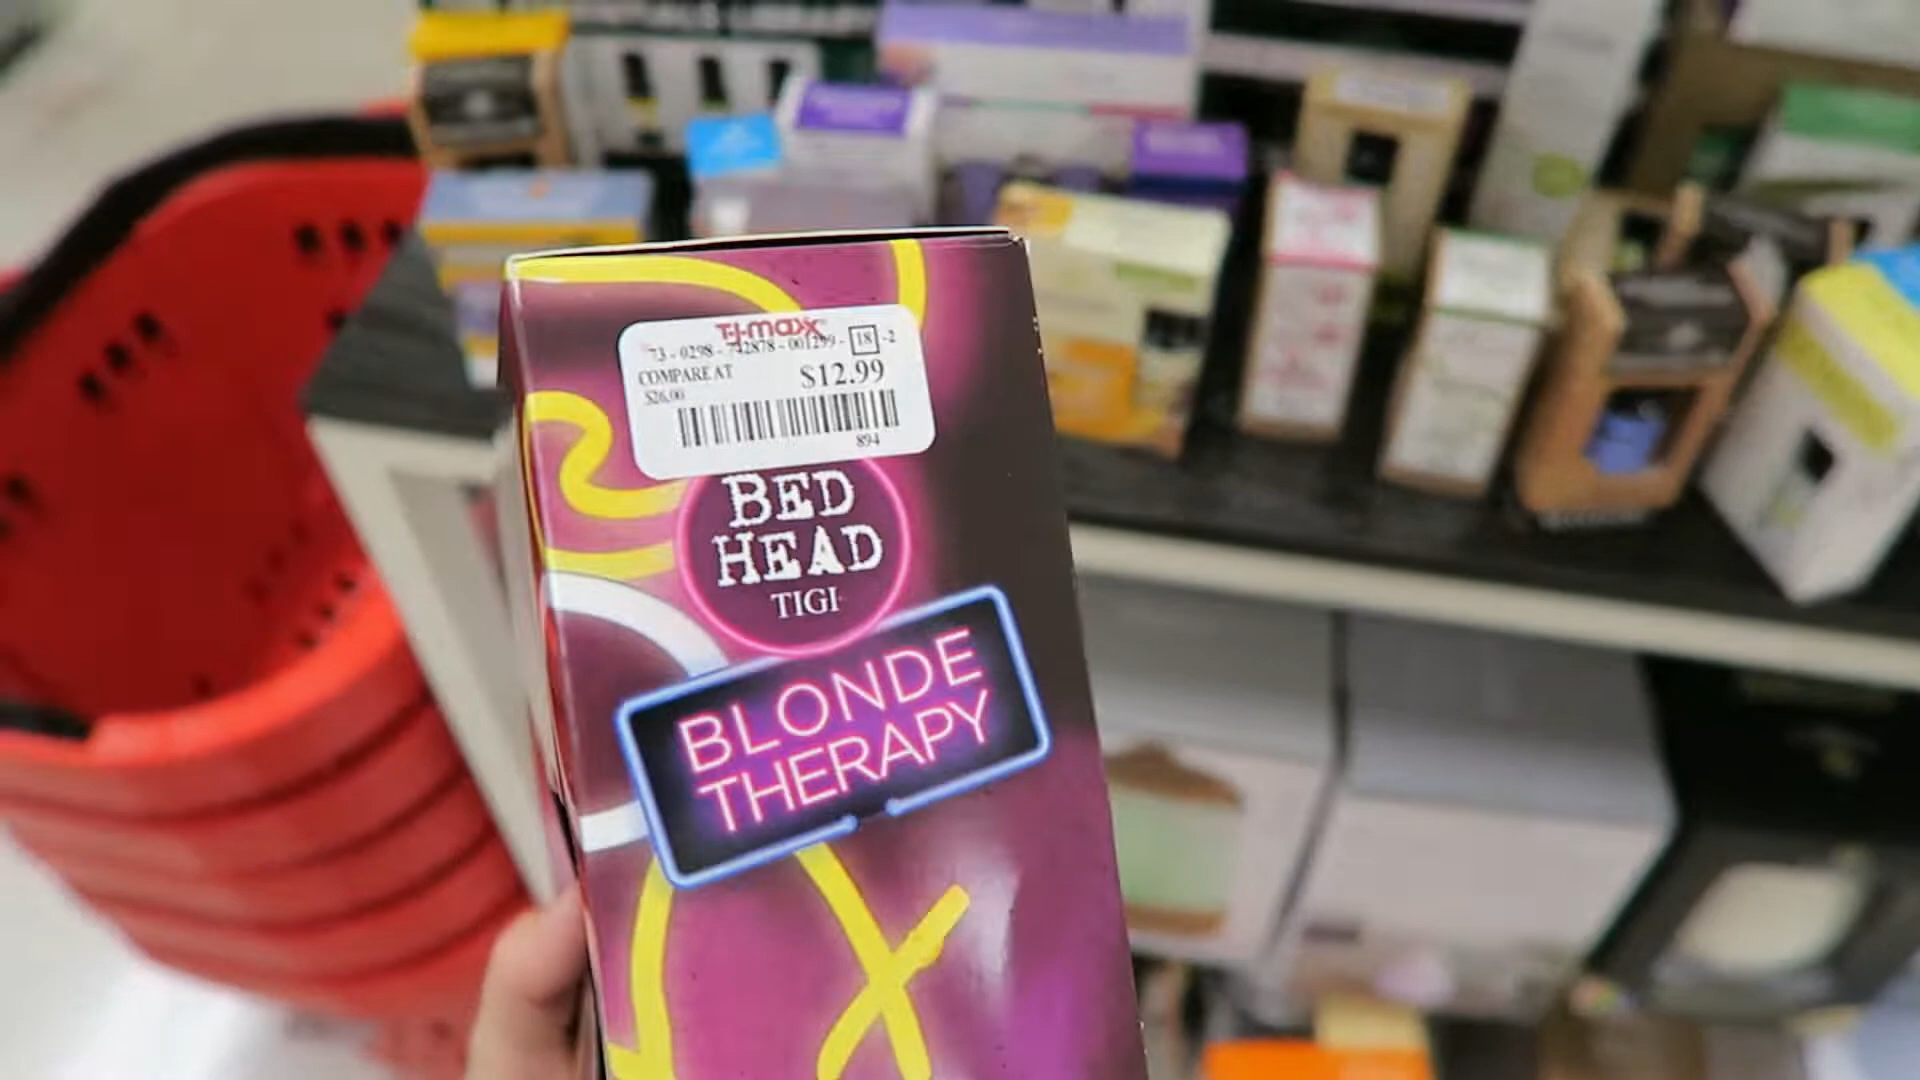 T.J.maxx
73 - 0298 - 742878 - 001299 - 18 -2
COMPARE AT
$12.99
$26.00
894
BED
HEAD
TIGI
BLONDE
THERAPY